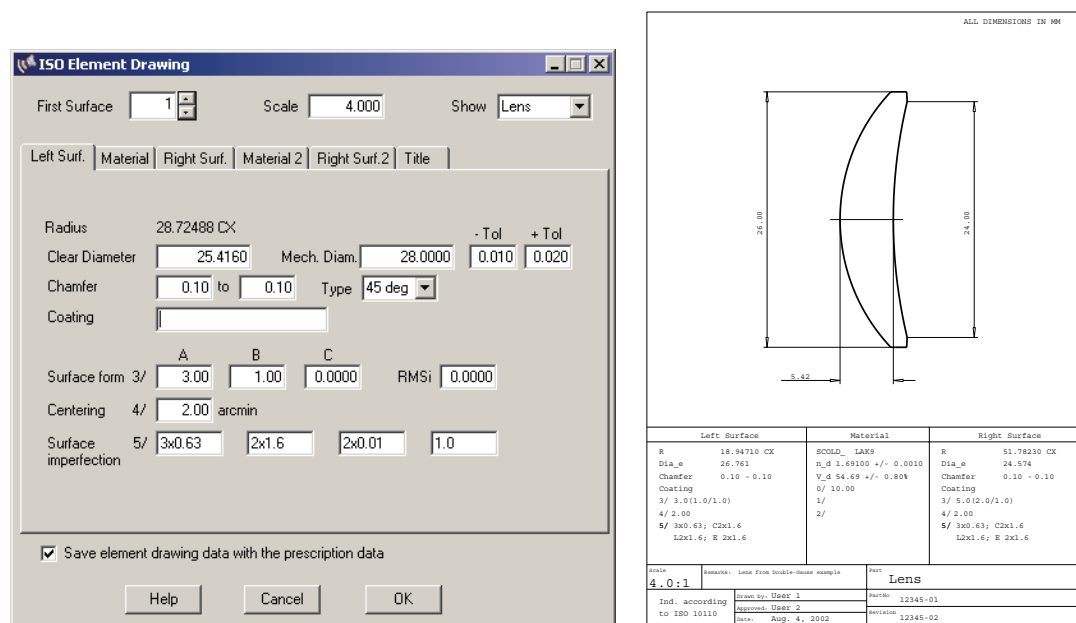 ISO Element Drawing
First Surface 1 Scale 4.000 Show Lens
Left Surf. Material Right Surf. Material 2 Right Surf.2 Title
Radius 28.72488 CX
- Tol + Tol
Clear Diameter 25.4160 Mech. Diam. 28.0000 0.010 0.020
Chamfer 0.10 to 0.10 Type 45 deg
Coating
A B C
Surface form 3/ 3.00 1.00 0.0000 RMSi 0.0000
Centering 4/ 2.00 arcmin
Surface imperfection 5/ 3x0.63 2x1.6 2x0.01 1.0
Save element drawing data with the prescription data
Help Cancel OK
ALL DIMENSIONS IN MM
26.00
24.00
5.42
Left Surface
R 18.94710 CX
Dia_e 26.761
Chamfer 0.10 - 0.10
Coating
3/ 3.0(1.0/1.0)
4/ 2.00
5/ 3x0.63; C2x1.6
L2x1.6; E 2x1.6
Material
SCOLD_ LAK9
n_d 1.69100 +/- 0.0010
V_d 54.69 +/- 0.80%
0/ 10.00
1/
2/
Right Surface
R 51.78230 CX
Dia_e 24.574
Chamfer 0.10 - 0.10
Coating
3/ 5.0(2.0/1.0)
4/ 2.00
5/ 3x0.63; C2x1.6
L2x1.6; E 2x1.6
Scale
4.0:1
Remarks: Lens from Double-Gauss example
Part
Lens
Ind. according
to ISO 10110
Drawn by: User 1
Approved: User 2
Date: Aug. 4, 2002
PartNo 12345-01
Revision 12345-02